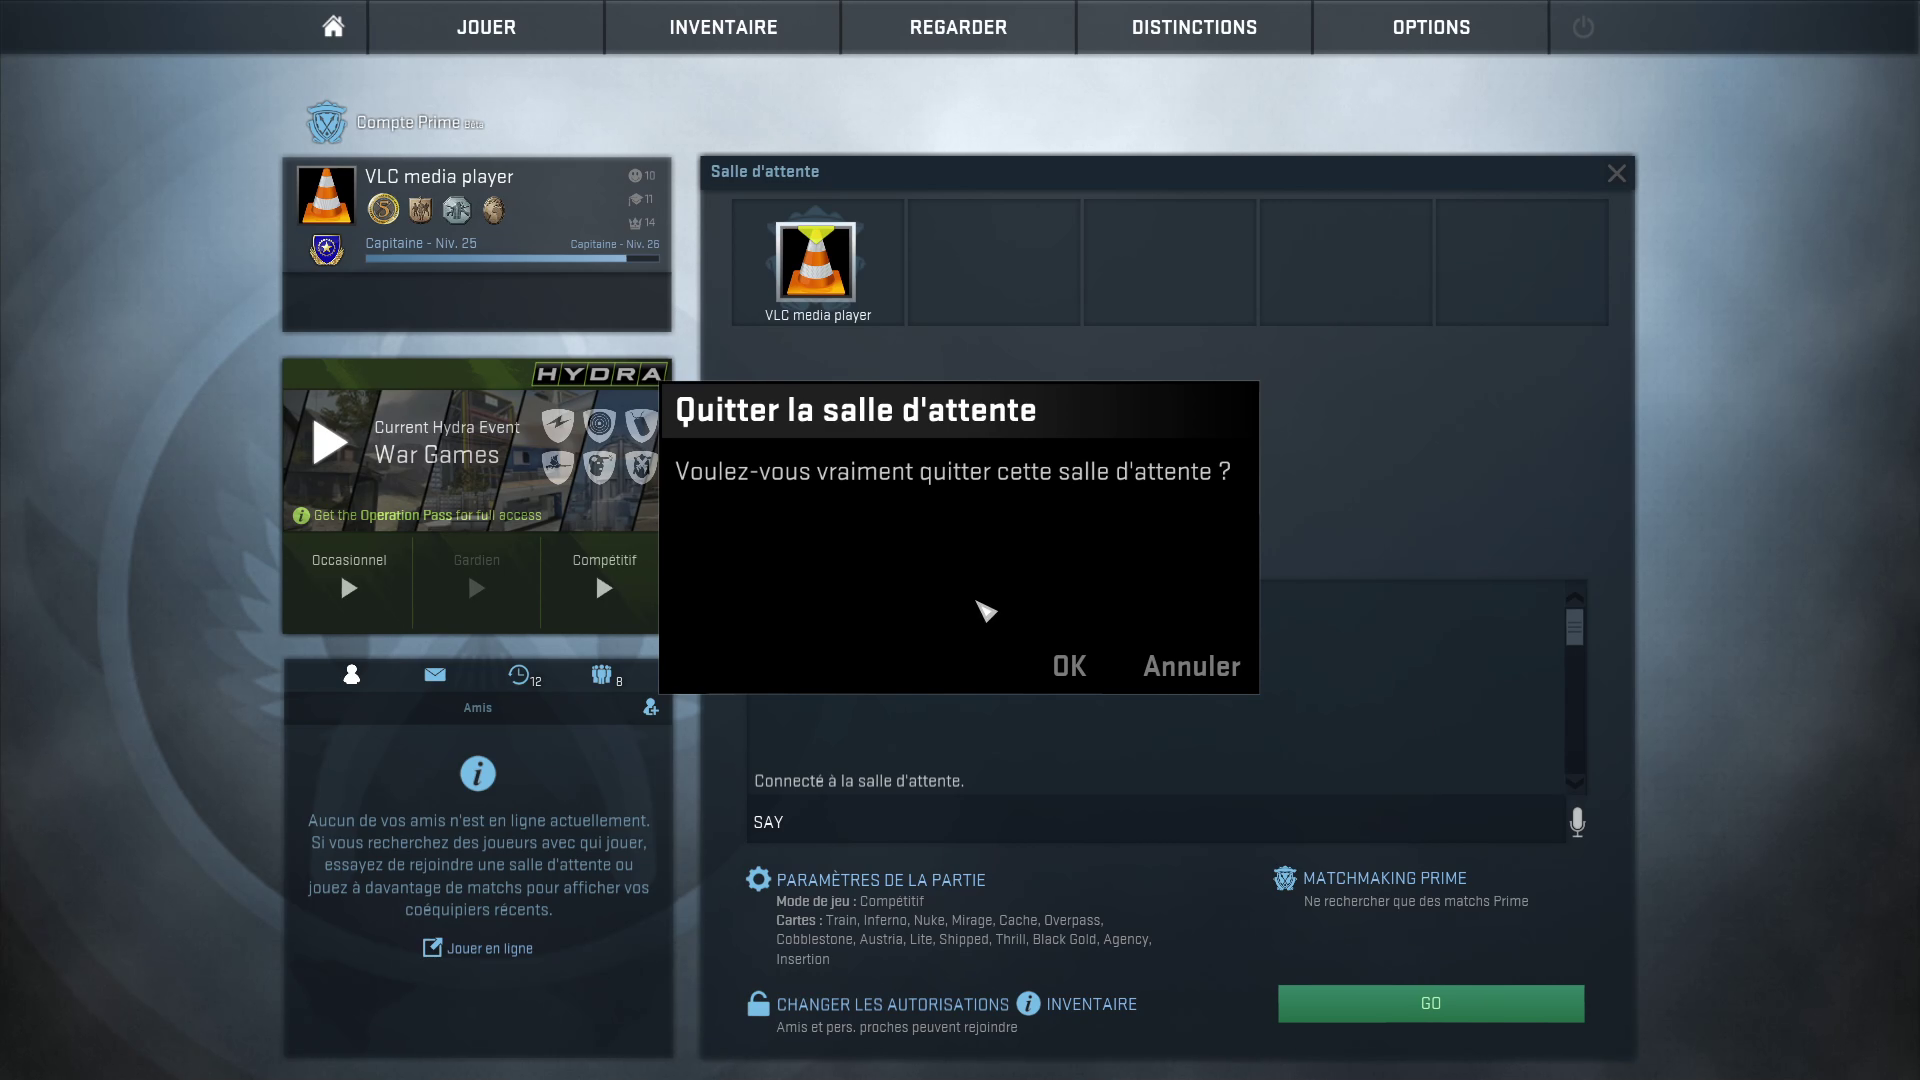 JOUER
INVENTAIRE
REGARDER
DISTINCTIONS
OPTIONS
Compte Prime Bêta
VLC media player
10
11
14
Capitaine - Niv. 25
Capitaine - Niv. 26
HYDRA
Current Hydra Event
War Games
Get the Operation Pass for full access
Occasionnel
Gardien
Compétitif
12
8
Amis
Aucun de vos amis n'est en ligne actuellement.
Si vous recherchez des joueurs avec qui jouer,
essayez de rejoindre une salle d'attente ou
jouez à davantage de matchs pour afficher vos
coéquipiers récents.
Jouer en ligne
Salle d'attente
VLC media player
Quitter la salle d'attente
Voulez-vous vraiment quitter cette salle d'attente ?
OK
Annuler
Connecté à la salle d'attente.
SAY
PARAMÈTRES DE LA PARTIE
Mode de jeu : Compétitif
Cartes : Train, Inferno, Nuke, Mirage, Cache, Overpass,
Cobblestone, Austria, Lite, Shipped, Thrill, Black Gold, Agency,
Insertion
MATCHMAKING PRIME
Ne rechercher que des matchs Prime
CHANGER LES AUTORISATIONS
INVENTAIRE
Amis et pers. proches peuvent rejoindre
GO